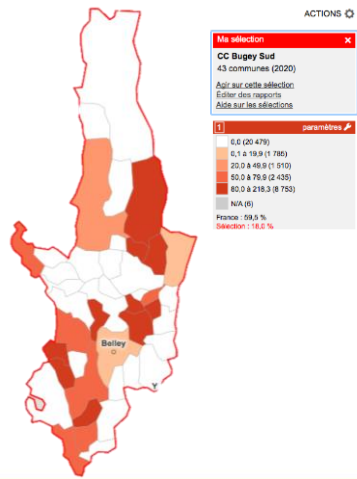 ACTIONS
Ma sélection ×
CC Bugey Sud
43 communes (2020)
Agir sur cette sélection
Éditer des rapports
Aide sur les sélections
1 paramètres
0,0 (20 479)
0,1 à 19,9 (1 785)
20,0 à 49,9 (1 510)
50,0 à 79,9 (2 435)
80,0 à 218,3 (8 753)
N/A (6)
France : 59,5 %
Sélection : 18,0 %
Belley